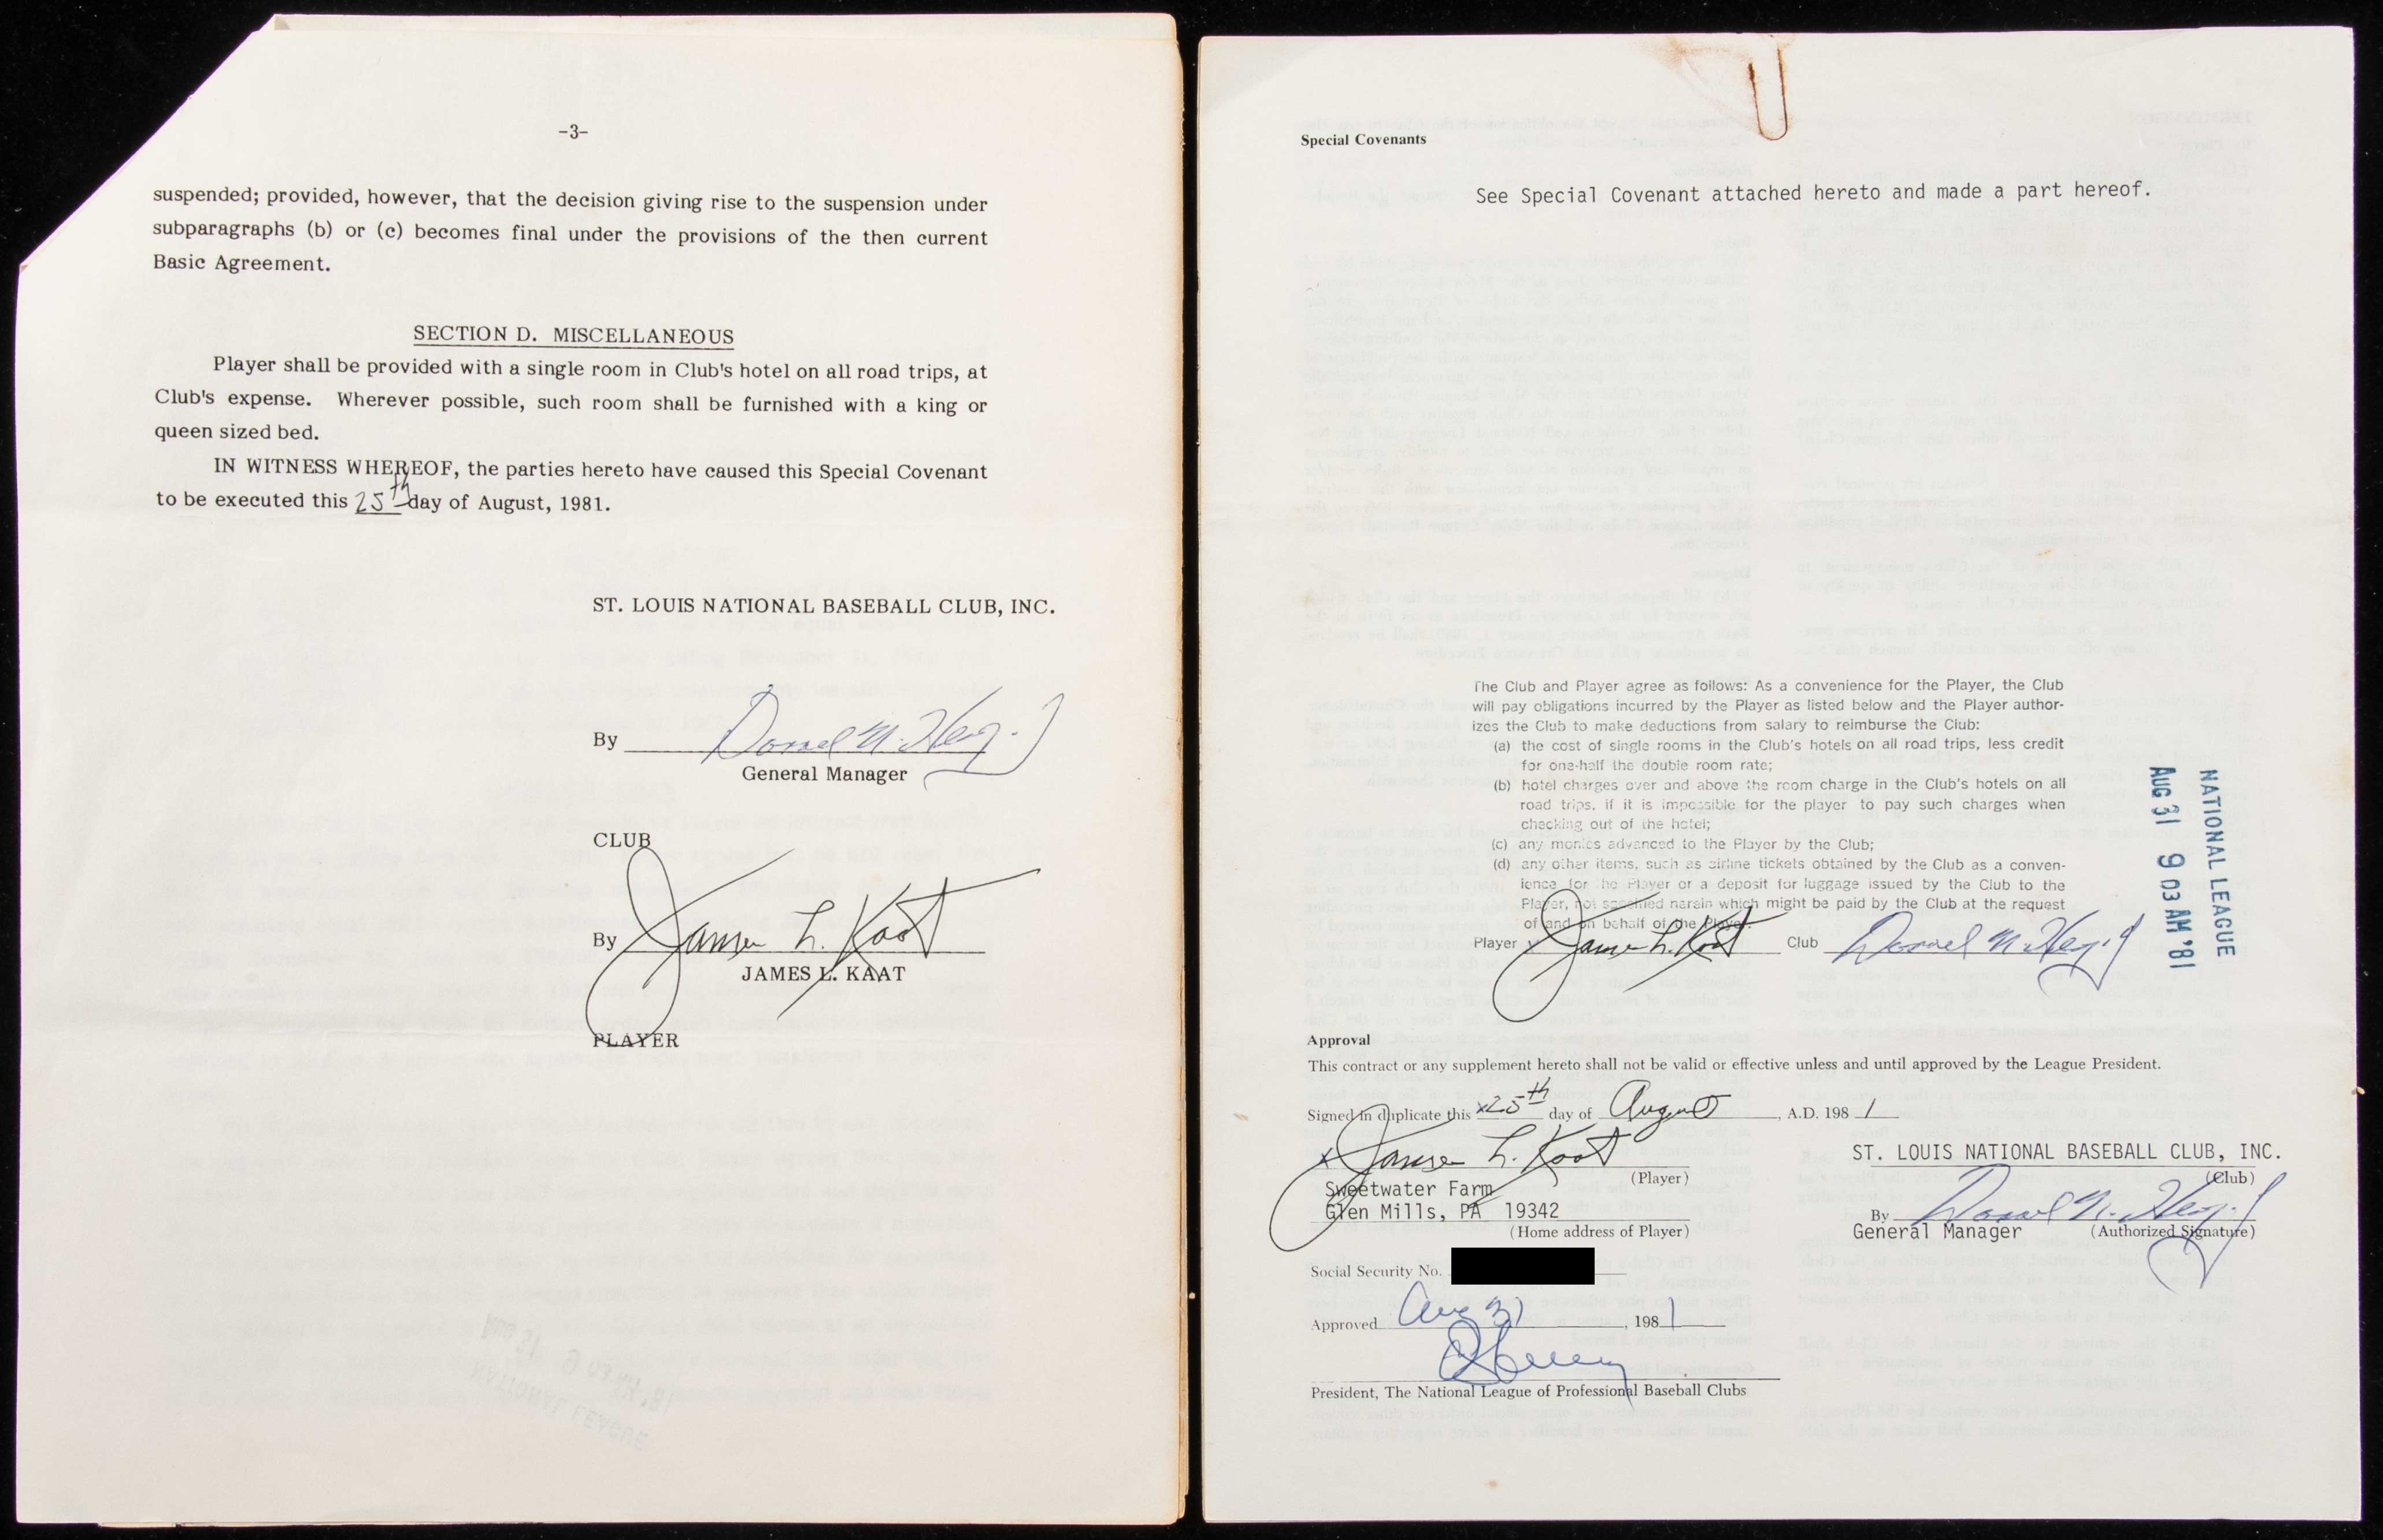 -3-
suspended; provided, however, that the decision giving rise to the suspension under
subparagraphs (b) or (c) becomes final under the provisions of the then current
Basic Agreement.
SECTION D. MISCELLANEOUS
Player shall be provided with a single room in Club's hotel on all road trips, at
Club's expense. Wherever possible, such room shall be furnished with a king or
queen sized bed.
IN WITNESS WHEREOF, the parties hereto have caused this Special Covenant
to be executed this 25th day of August, 1981.
ST. LOUIS NATIONAL BASEBALL CLUB, INC.
By
General Manager
CLUB
By James L. Kaat
JAMES L. KAAT
PLAYER
Special Covenants
See Special Covenant attached hereto and made a part hereof.
The Club and Player agree as follows: As a convenience for the Player, the Club
will pay obligations incurred by the Player as listed below and the Player author-
izes the Club to make deductions from salary to reimburse the Club:
(a) the cost of single rooms in the Club's hotels on all road trips, less credit
for one-half the double room rate;
(b) hotel charges over and above the room charge in the Club's hotels on all
road trips, if it is impossible for the player to pay such charges when
checking out of the hotel;
(c) any monies advanced to the Player by the Club;
(d) any other items, such as airline tickets obtained by the Club as a conven-
ience for the Player or a deposit for luggage issued by the Club to the
Player, not specified herein which might be paid by the Club at the request
of and on behalf of the Player.
Player x James L. Kaat Club
NATIONAL LEAGUE
AUG 31 9 03 AM '81
Approval
This contract or any supplement hereto shall not be valid or effective unless and until approved by the League President.
Signed in duplicate this x25th day of August, A.D. 1981
x James L. Kaat
(Player)
Sweetwater Farm
Glen Mills, PA 19342
(Home address of Player)
ST. LOUIS NATIONAL BASEBALL CLUB, INC.
(Club)
By
General Manager (Authorized Signature)
Social Security No.
Approved Aug 31, 1981
President, The National League of Professional Baseball Clubs